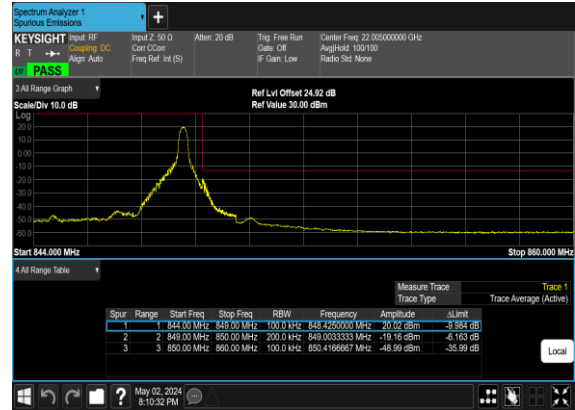 Spectrum Analyzer 1
Spurious Emissions
KEYSIGHT Input: RF Input Z: 50 Ω Atten: 20 dB Trig: Free Run Center Freq: 22.005000000 GHz
R T Coupling: DC Corr CCorr Gate: Off Avg|Hold: 100/100
Align: Auto Freq Ref: Int (S) IF Gain: Low Radio Std: None
PASS
3 All Range Graph
Ref Lvl Offset 24.92 dB
Scale/Div 10.0 dB Ref Value 30.00 dBm
Log
20.0
10.0
0.00
-10.0
-20.0
-30.0
-40.0
-50.0
-60.0
Start 844.000 MHz Stop 860.000 MHz
4 All Range Table
Measure Trace Trace 1
Trace Type Trace Average (Active)
Spur Range Start Freq Stop Freq RBW Frequency Amplitude ΔLimit
1 1 844.00 MHz 849.00 MHz 100.0 kHz 848.4250000 MHz 20.02 dBm -9.984 dB
2 2 849.00 MHz 850.00 MHz 200.0 kHz 849.0033333 MHz -19.16 dBm -6.163 dB
3 3 850.00 MHz 860.00 MHz 100.0 kHz 850.4166667 MHz -48.99 dBm -35.99 dB
Local
May 02, 2024
8:10:32 PM